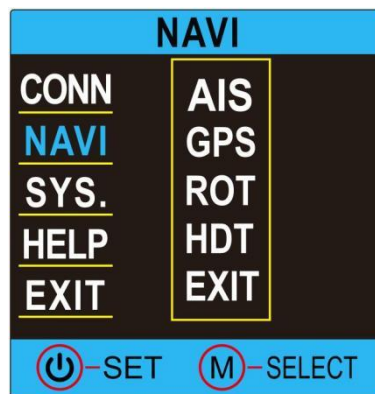 NAVI
CONN
NAVI
SYS.
HELP
EXIT
AIS
GPS
ROT
HDT
EXIT
-SET
M-SELECT